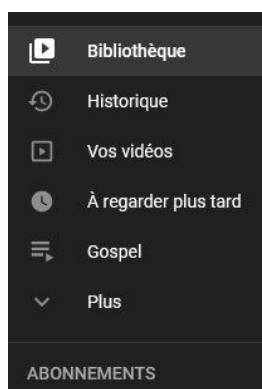 Bibliothèque
Historique
Vos vidéos
À regarder plus tard
Gospel
Plus
ABONNEMENTS